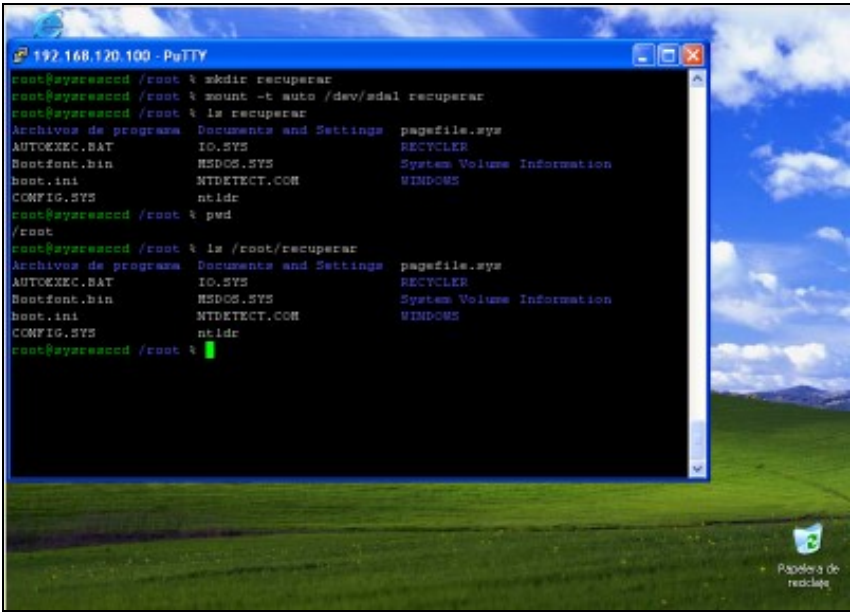 192.168.120.100 - PuTTY
root@sysresccd /root % mkdir recuperar
root@sysresccd /root % mount -t auto /dev/sda1 recuperar
root@sysresccd /root % ls recuperar
Archivos de programa Documents and Settings pagefile.sys
AUTOEXEC.BAT IO.SYS RECYCLER
Bootfont.bin MSDOS.SYS System Volume Information
boot.ini NTDETECT.COM WINDOWS
CONFIG.SYS ntldr
root@sysresccd /root % pwd
/root
root@sysresccd /root % ls /root/recuperar
Archivos de programa Documents and Settings pagefile.sys
AUTOEXEC.BAT IO.SYS RECYCLER
Bootfont.bin MSDOS.SYS System Volume Information
boot.ini NTDETECT.COM WINDOWS
CONFIG.SYS ntldr
root@sysresccd /root %
Papelera de
reciclaje